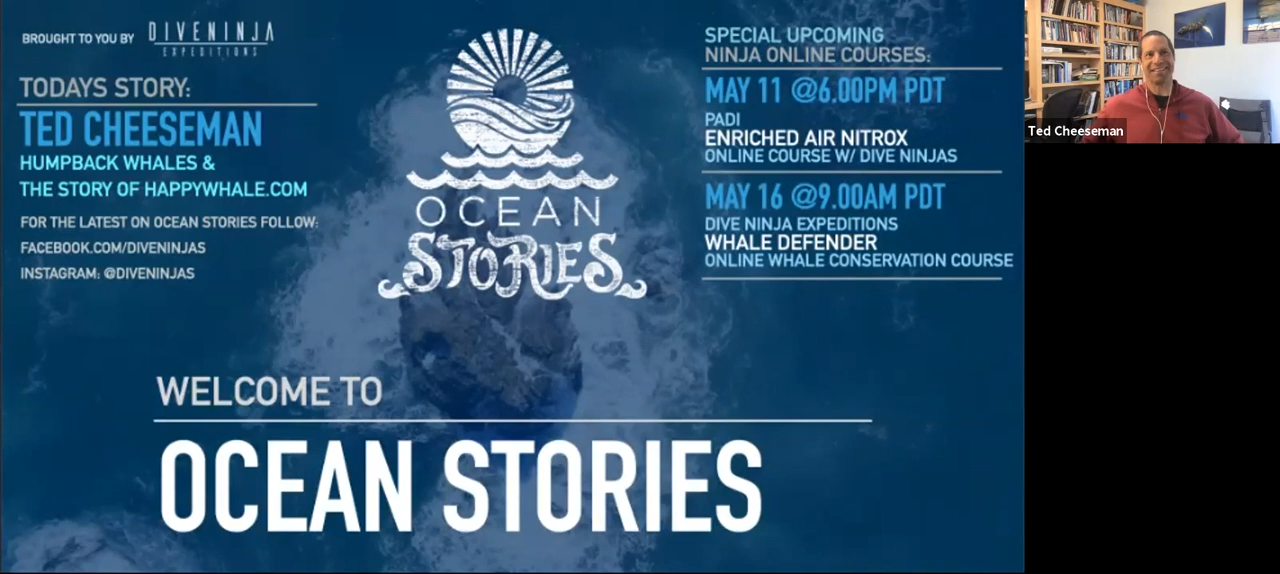 BROUGHT TO YOU BY DIVENINJA
EXPEDITIONS
TODAYS STORY:
TED CHEESEMAN
HUMPBACK WHALES &
THE STORY OF HAPPYWHALE.COM
FOR THE LATEST ON OCEAN STORIES FOLLOW:
FACEBOOK.COM/DIVENINJAS
INSTAGRAM: @DIVENINJAS
OCEAN
STORIES
SPECIAL UPCOMING
NINJA ONLINE COURSES:
MAY 11 @6.00PM PDT
PADI
ENRICHED AIR NITROX
ONLINE COURSE W/ DIVE NINJAS
MAY 16 @9.00AM PDT
DIVE NINJA EXPEDITIONS
WHALE DEFENDER
ONLINE WHALE CONSERVATION COURSE
WELCOME TO
OCEAN STORIES
Ted Cheeseman